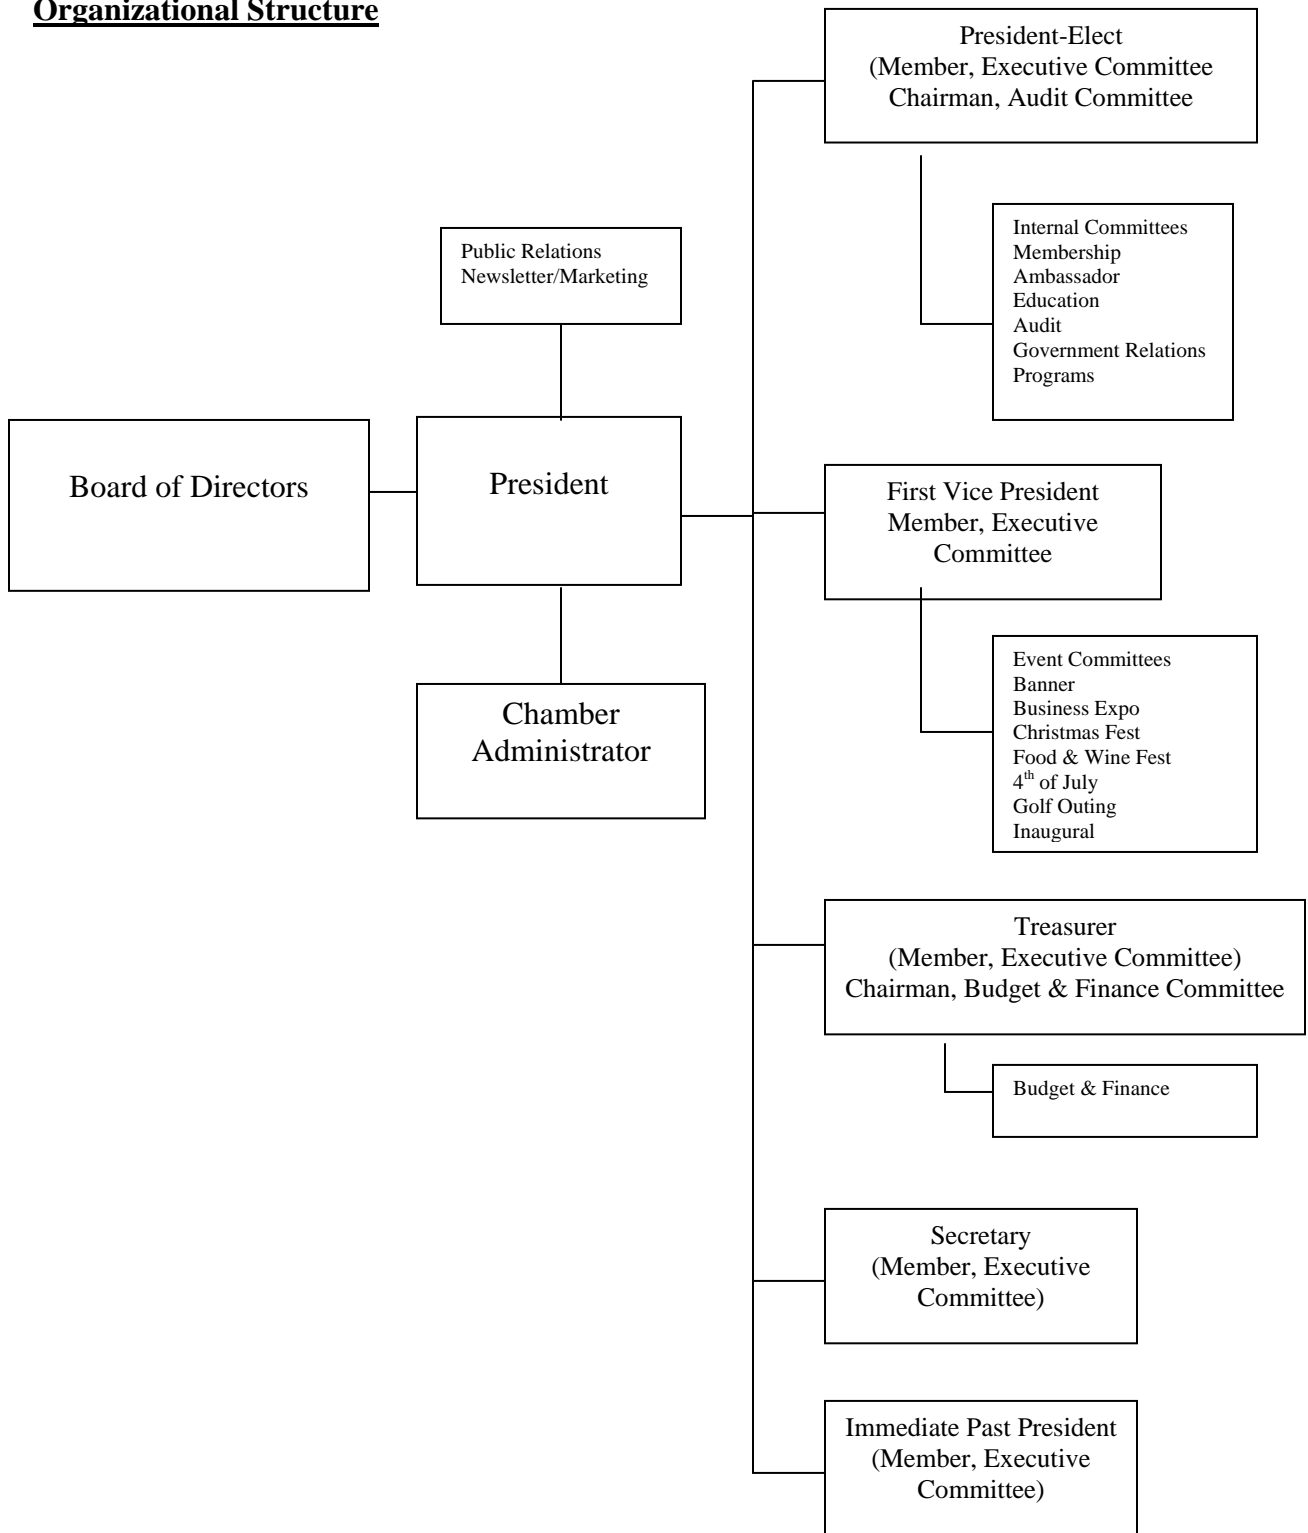 Organizational Structure
President-Elect
(Member, Executive Committee
Chairman, Audit Committee
Internal Committees
Membership
Ambassador
Education
Audit
Government Relations
Programs
Public Relations
Newsletter/Marketing
Board of Directors
President
Chamber
Administrator
First Vice President
Member, Executive
Committee
Event Committees
Banner
Business Expo
Christmas Fest
Food & Wine Fest
4th of July
Golf Outing
Inaugural
Treasurer
(Member, Executive Committee)
Chairman, Budget & Finance Committee
Budget & Finance
Secretary
(Member, Executive
Committee)
Immediate Past President
(Member, Executive
Committee)